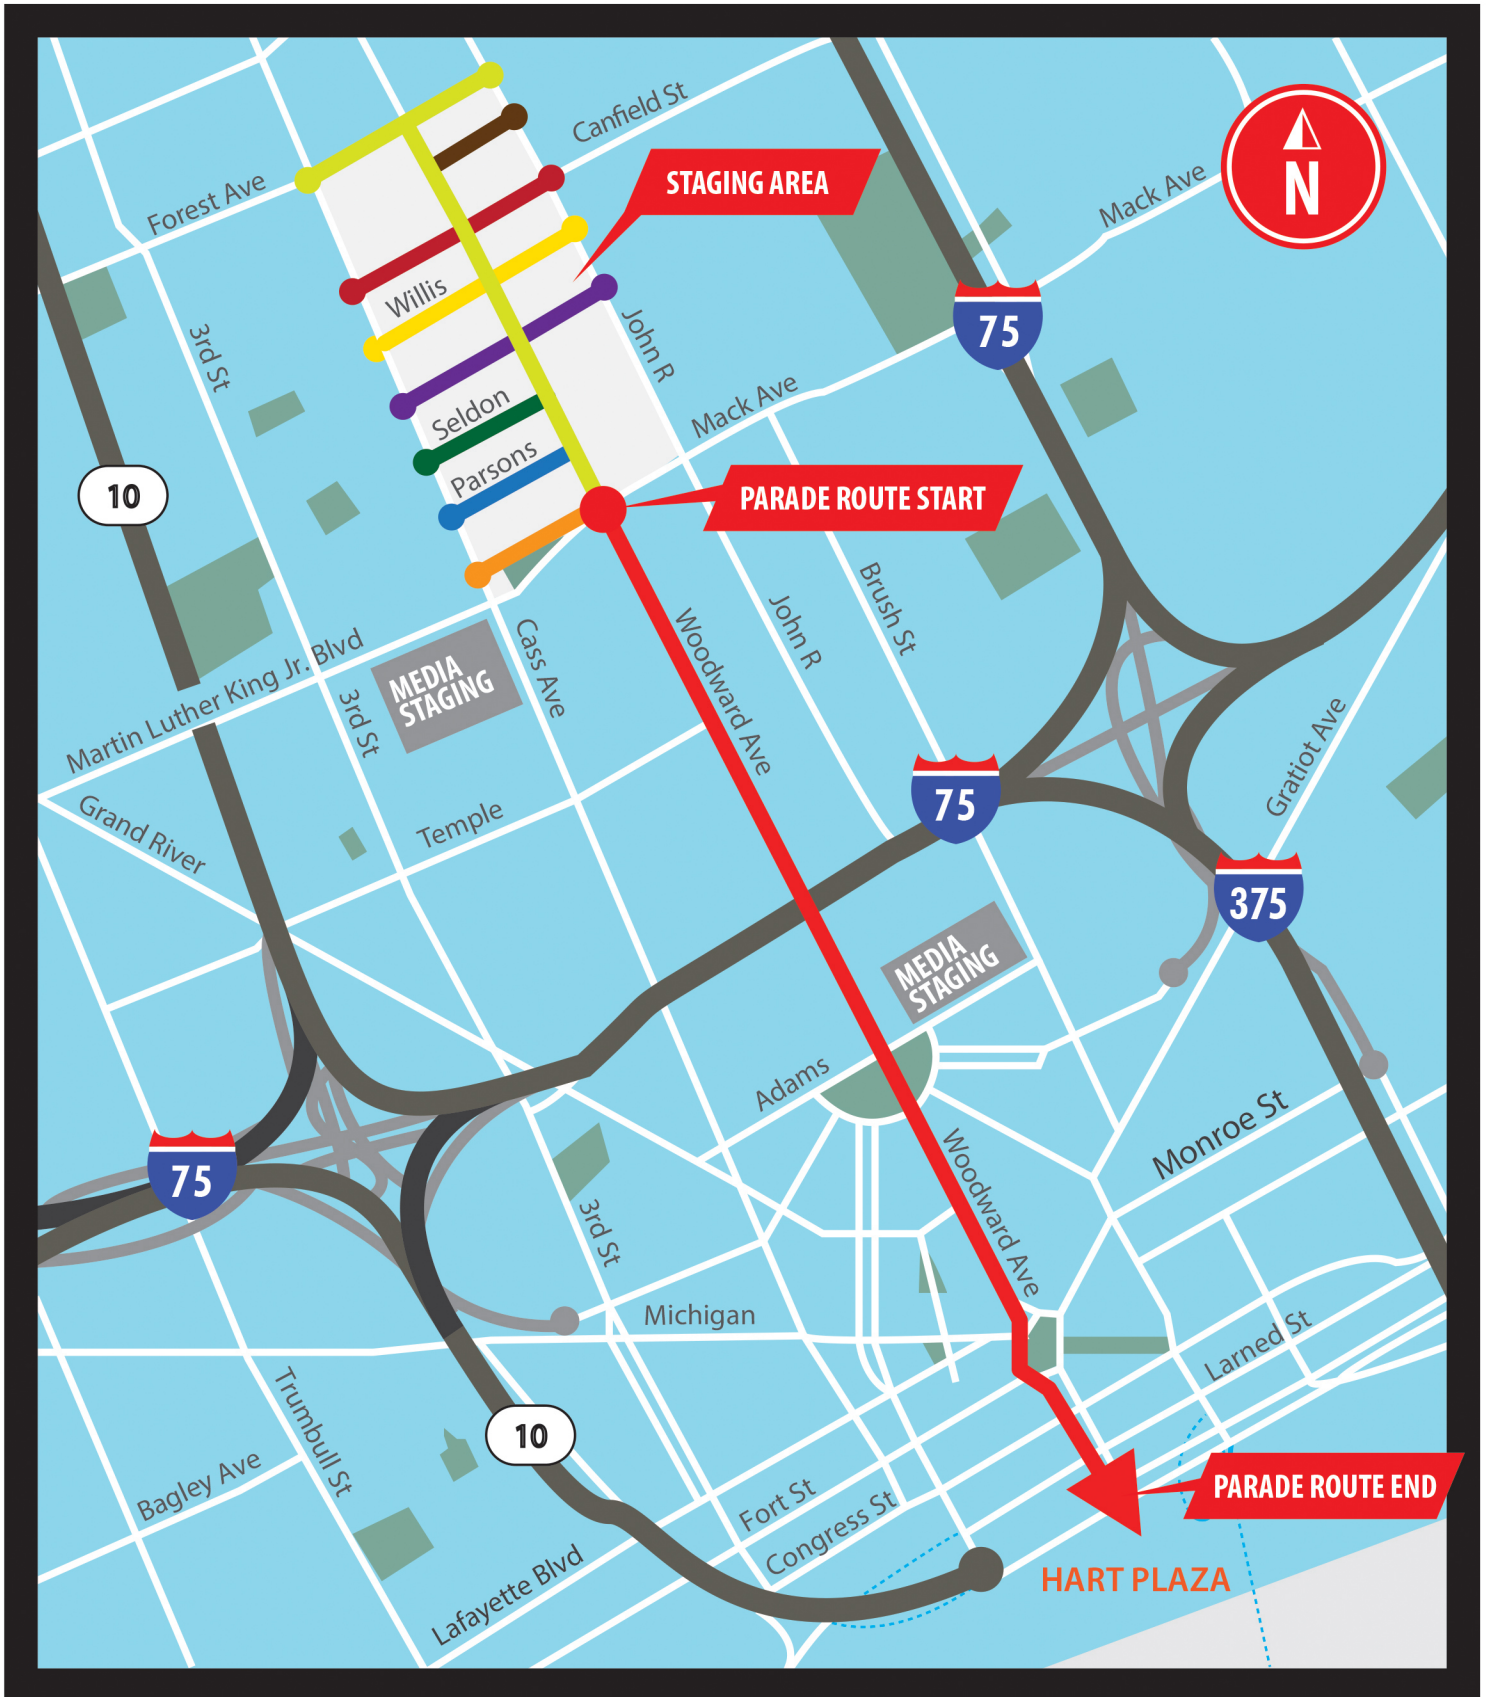 Canfield St
STAGING AREA
Mack Ave
N
Forest Ave
Willis
75
3rd St
John R
Seldon
Mack Ave
Parsons
10
PARADE ROUTE START
Brush St
John R
Martin Luther King Jr. Blvd
MEDIA
STAGING
Cass Ave
Woodward Ave
3rd St
Gratiot Ave
Grand River
Temple
75
375
MEDIA
STAGING
Adams
Monroe St
75
Woodward Ave
3rd St
Michigan
Larned St
Trumbull St
10
Bagley Ave
Fort St
PARADE ROUTE END
Congress St
HART PLAZA
Lafayette Blvd